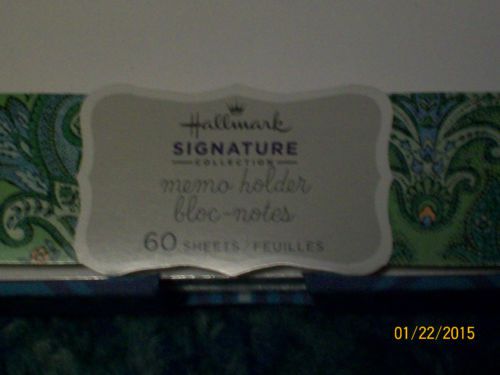 Hallmark
SIGNATURE
COLLECTION
memo holder
bloc-notes
60 SHEETS/FEUILLES
01/22/2015